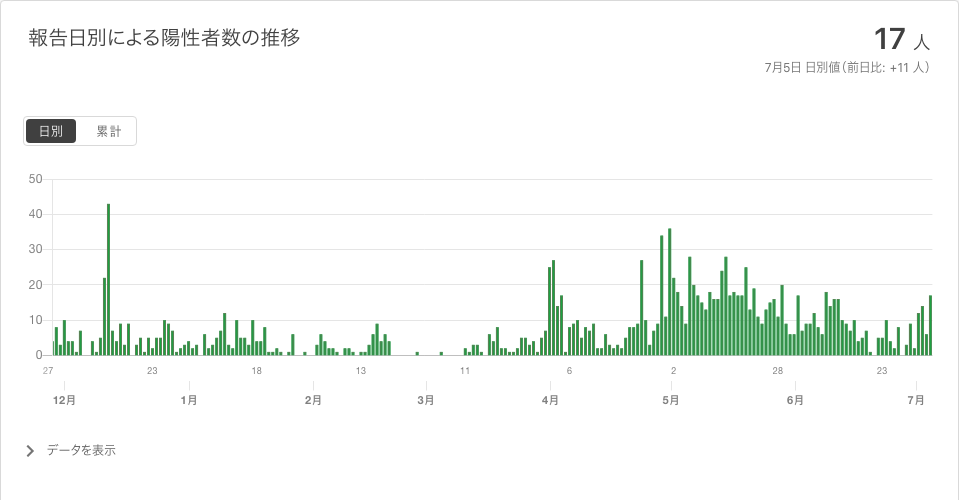 報告日別による陽性者数の推移
17 人
7月5日 日別値（前日比: +11 人）
日別 累計
50
40
30
20
10
0
27 23 18 13 11 6 2 28 23
12月 1月 2月 3月 4月 5月 6月 7月
データを表示